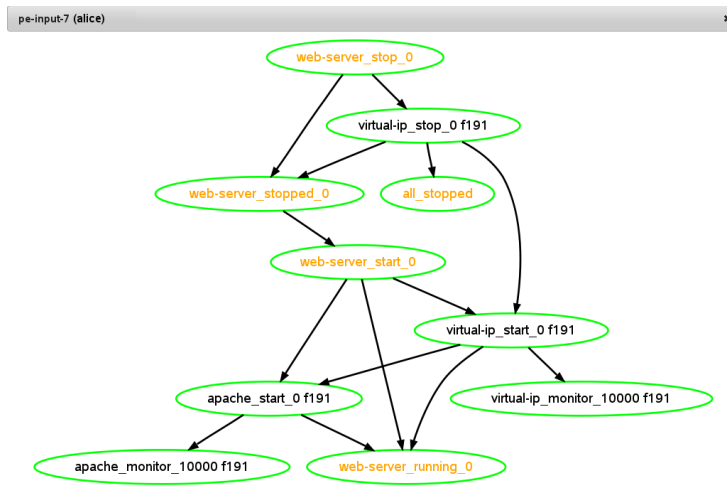 pe-input-7 (alice)
web-server_stop_0
virtual-ip_stop_0 f191
web-server_stopped_0
all_stopped
web-server_start_0
virtual-ip_start_0 f191
apache_start_0 f191
virtual-ip_monitor_10000 f191
apache_monitor_10000 f191
web-server_running_0